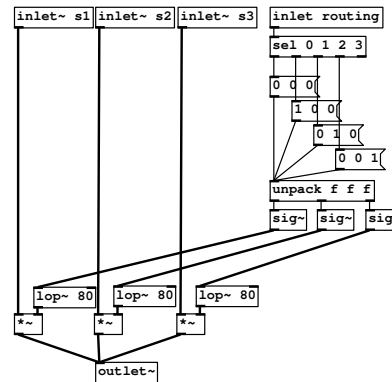 inlet~ s1 inlet~ s2 inlet~ s3 inlet routing
sel 0 1 2 3
0 0 0
1 0 0
0 1 0
0 0 1
unpack f f f
sig~ sig~ sig
lop~ 80 lop~ 80 lop~ 80
*~ *~ *~
outlet~